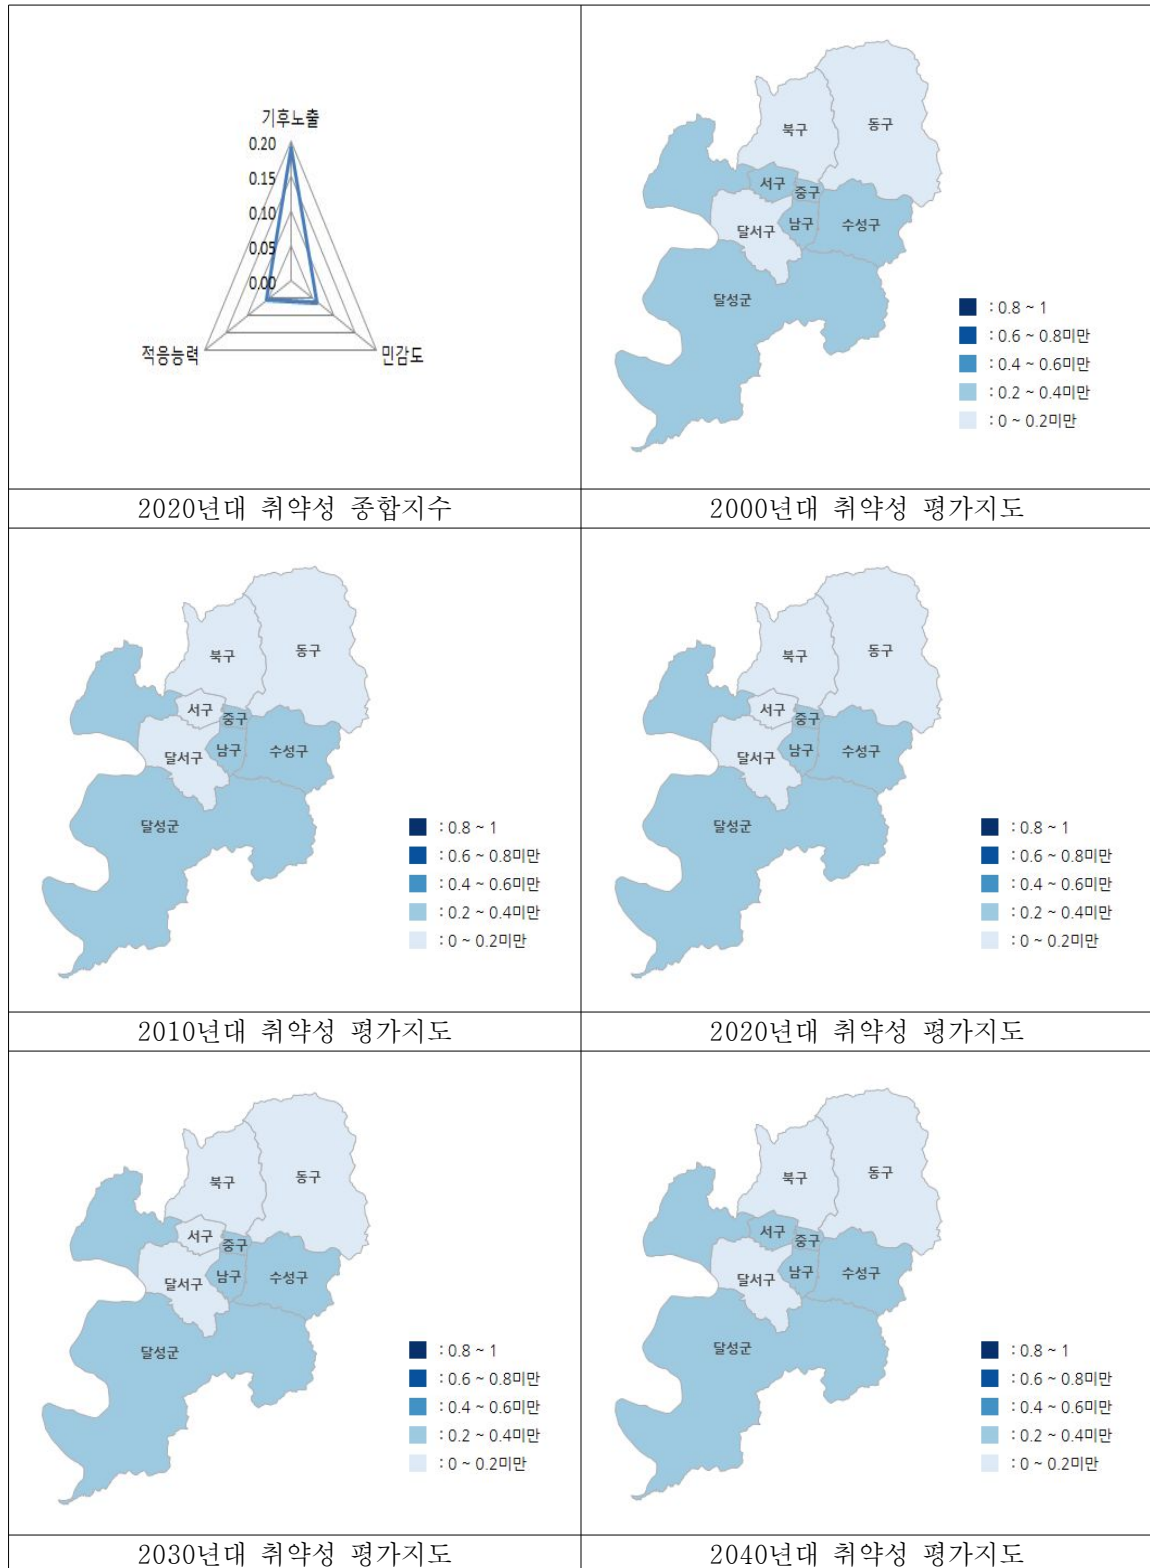 기후노출
0.20
0.15
0.10
0.05
0.00
적응능력
민감도
2020년대 취약성 종합지수
북구
동구
서구
중구
달서구
남구
수성구
달성군
: 0.8 ~ 1
: 0.6 ~ 0.8미만
: 0.4 ~ 0.6미만
: 0.2 ~ 0.4미만
: 0 ~ 0.2미만
2000년대 취약성 평가지도
북구
동구
서구
중구
달서구
남구
수성구
달성군
: 0.8 ~ 1
: 0.6 ~ 0.8미만
: 0.4 ~ 0.6미만
: 0.2 ~ 0.4미만
: 0 ~ 0.2미만
2010년대 취약성 평가지도
북구
동구
서구
중구
달서구
남구
수성구
달성군
: 0.8 ~ 1
: 0.6 ~ 0.8미만
: 0.4 ~ 0.6미만
: 0.2 ~ 0.4미만
: 0 ~ 0.2미만
2020년대 취약성 평가지도
북구
동구
서구
중구
달서구
남구
수성구
달성군
: 0.8 ~ 1
: 0.6 ~ 0.8미만
: 0.4 ~ 0.6미만
: 0.2 ~ 0.4미만
: 0 ~ 0.2미만
2030년대 취약성 평가지도
북구
동구
서구
중구
달서구
남구
수성구
달성군
: 0.8 ~ 1
: 0.6 ~ 0.8미만
: 0.4 ~ 0.6미만
: 0.2 ~ 0.4미만
: 0 ~ 0.2미만
2040년대 취약성 평가지도